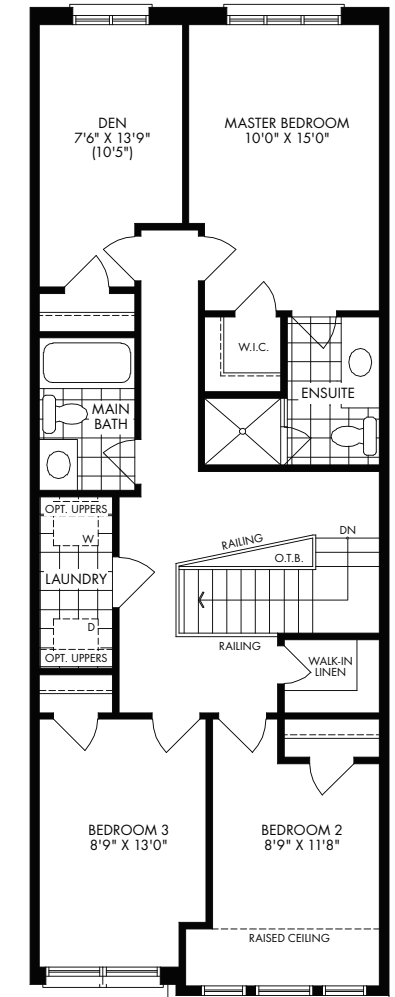 DEN
7'6" X 13'9"
(10'5")
MASTER BEDROOM
10'0" X 15'0"
W.I.C.
ENSUITE
MAIN
BATH
OPT. UPPERS
W
LAUNDRY
D
OPT. UPPERS
RAILING
DN
O.T.B.
RAILING
WALK-IN
LINEN
BEDROOM 3
8'9" X 13'0"
BEDROOM 2
8'9" X 11'8"
RAISED CEILING